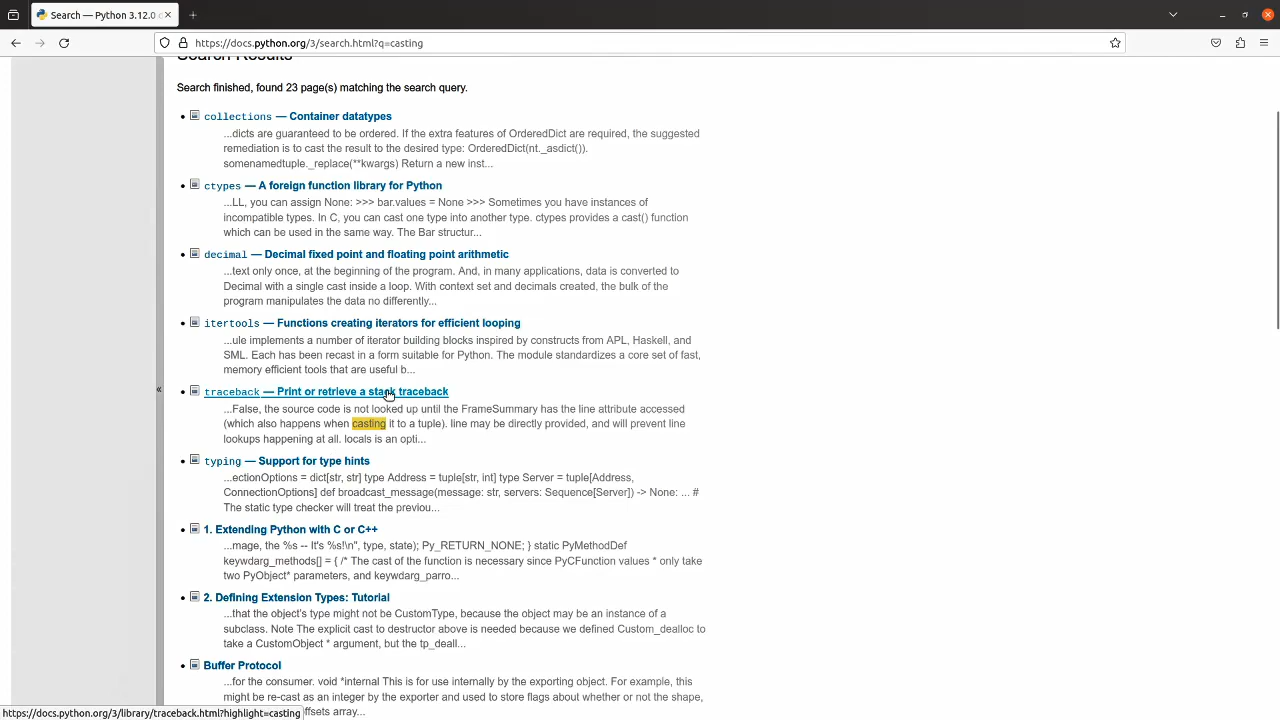 Search — Python 3.12.0 d
https://docs.python.org/3/search.html?q=casting
Search Results
Search finished, found 23 page(s) matching the search query.
collections — Container datatypes
...dicts are guaranteed to be ordered. If the extra features of OrderedDict are required, the suggested
remediation is to cast the result to the desired type: OrderedDict(nt._asdict()).
somenamedtuple._replace(**kwargs) Return a new inst...
ctypes — A foreign function library for Python
...LL, you can assign None: >>> bar.values = None >>> Sometimes you have instances of
incompatible types. In C, you can cast one type into another type. ctypes provides a cast() function
which can be used in the same way. The Bar structur...
decimal — Decimal fixed point and floating point arithmetic
...text only once, at the beginning of the program. And, in many applications, data is converted to
Decimal with a single cast inside a loop. With context set and decimals created, the bulk of the
program manipulates the data no differently...
itertools — Functions creating iterators for efficient looping
...ule implements a number of iterator building blocks inspired by constructs from APL, Haskell, and
SML. Each has been recast in a form suitable for Python. The module standardizes a core set of fast,
memory efficient tools that are useful b...
traceback — Print or retrieve a stack traceback
...False, the source code is not looked up until the FrameSummary has the line attribute accessed
(which also happens when casting it to a tuple). line may be directly provided, and will prevent line
lookups happening at all. locals is an opti...
typing — Support for type hints
...ectionOptions = dict[str, str] type Address = tuple[str, int] type Server = tuple[Address,
ConnectionOptions] def broadcast_message(message: str, servers: Sequence[Server]) -> None: ... #
The static type checker will treat the previou...
1. Extending Python with C or C++
...mage, the %s -- It's %s!\n", type, state); Py_RETURN_NONE; } static PyMethodDef
keywdarg_methods[] = { /* The cast of the function is necessary since PyCFunction values * only take
two PyObject* parameters, and keywdarg_parro...
2. Defining Extension Types: Tutorial
...that the object's type might not be CustomType, because the object may be an instance of a
subclass. Note The explicit cast to destructor above is needed because we defined Custom_dealloc to
take a CustomObject * argument, but the tp_deall...
Buffer Protocol
...for the consumer. void *internal This is for use internally by the exporting object. For example, this
might be re-cast as an integer by the exporter and used to store flags about whether or not the shape,
ffsets array...
https://docs.python.org/3/library/traceback.html?highlight=casting